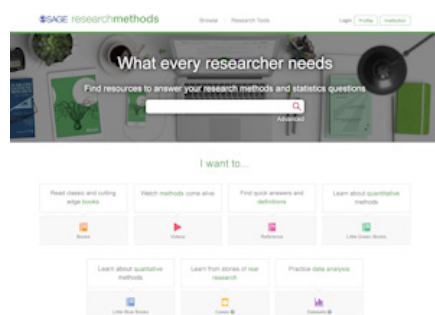 SAGE researchmethods
Browse
Research Tools
Login
Profile
Institution
What every researcher needs
Find resources to answer your research methods and statistics questions
Advanced
I want to...
Read classic and cutting
edge books
Watch methods come alive
Find quick answers and
definitions
Learn about quantitative
methods
Books
Videos
Reference
Little Green Books
Learn about qualitative
methods
Learn from stories of real
research
Practice data analysis
Little Blue Books
Cases
Datasets